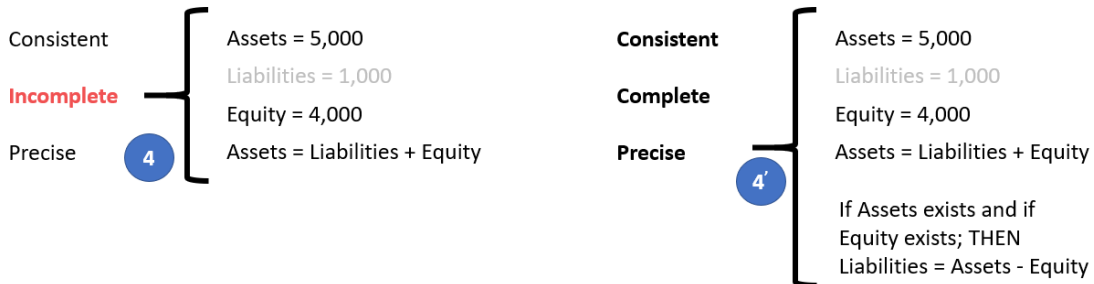 Consistent
Incomplete
Precise
4
Assets = 5,000
Liabilities = 1,000
Equity = 4,000
Assets = Liabilities + Equity
Consistent
Complete
Precise
4′
Assets = 5,000
Liabilities = 1,000
Equity = 4,000
Assets = Liabilities + Equity
If Assets exists and if
Equity exists; THEN
Liabilities = Assets - Equity